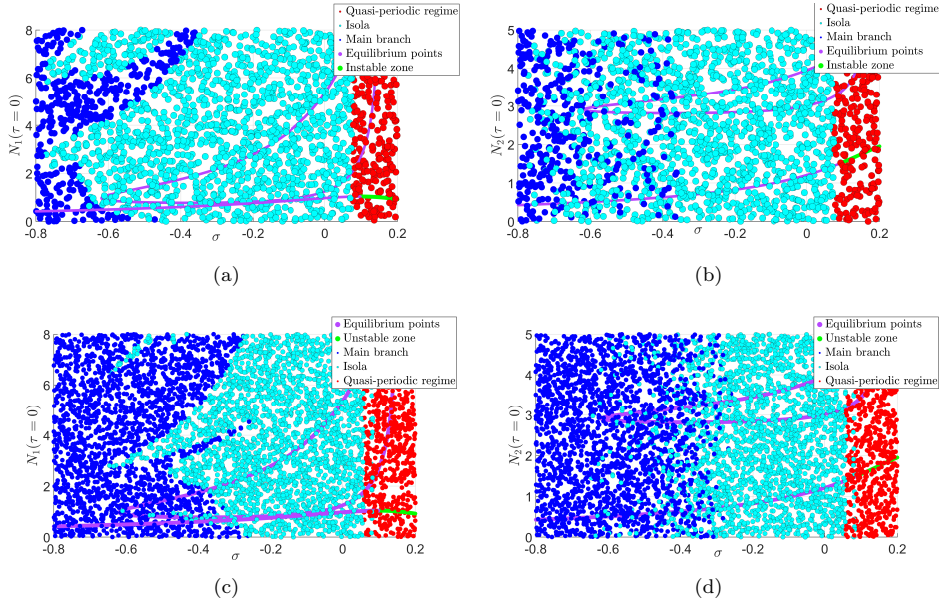 Quasi-periodic regime
Isola
Main branch
Equilibrium points
Instable zone
8
6
4
2
0
N₁(τ = 0)
-0.8
-0.6
-0.4
-0.2
0
0.2
σ
(a)
Quasi-periodic regime
Isola
Main branch
Equilibrium points
Instable zone
5
4
3
2
1
0
N₂(τ = 0)
-0.8
-0.6
-0.4
-0.2
0
0.2
σ
(b)
Equilibrium points
Unstable zone
Main branch
Isola
Quasi-periodic regime
8
6
4
2
0
N₁(τ = 0)
-0.8
-0.6
-0.4
-0.2
0
0.2
σ
(c)
Equilibrium points
Unstable zone
Main branch
Isola
Quasi-periodic regime
5
4
3
2
1
0
N₂(τ = 0)
-0.8
-0.6
-0.4
-0.2
0
0.2
σ
(d)